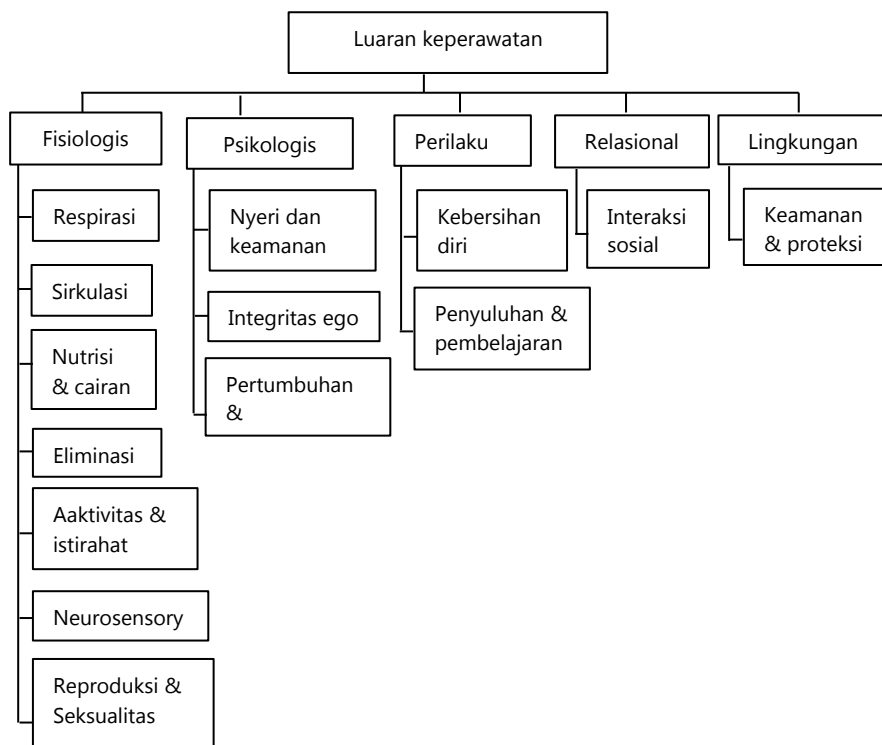 Luaran keperawatan
Fisiologis
Psikologis
Perilaku
Relasional
Lingkungan
Respirasi
Sirkulasi
Nutrisi
& cairan
Eliminasi
Aaktivitas &
istirahat
Neurosensory
Reproduksi &
Seksualitas
Nyeri dan
keamanan
Integritas ego
Pertumbuhan
&
Kebersihan
diri
Penyuluhan &
pembelajaran
Interaksi
sosial
Keamanan
& proteksi